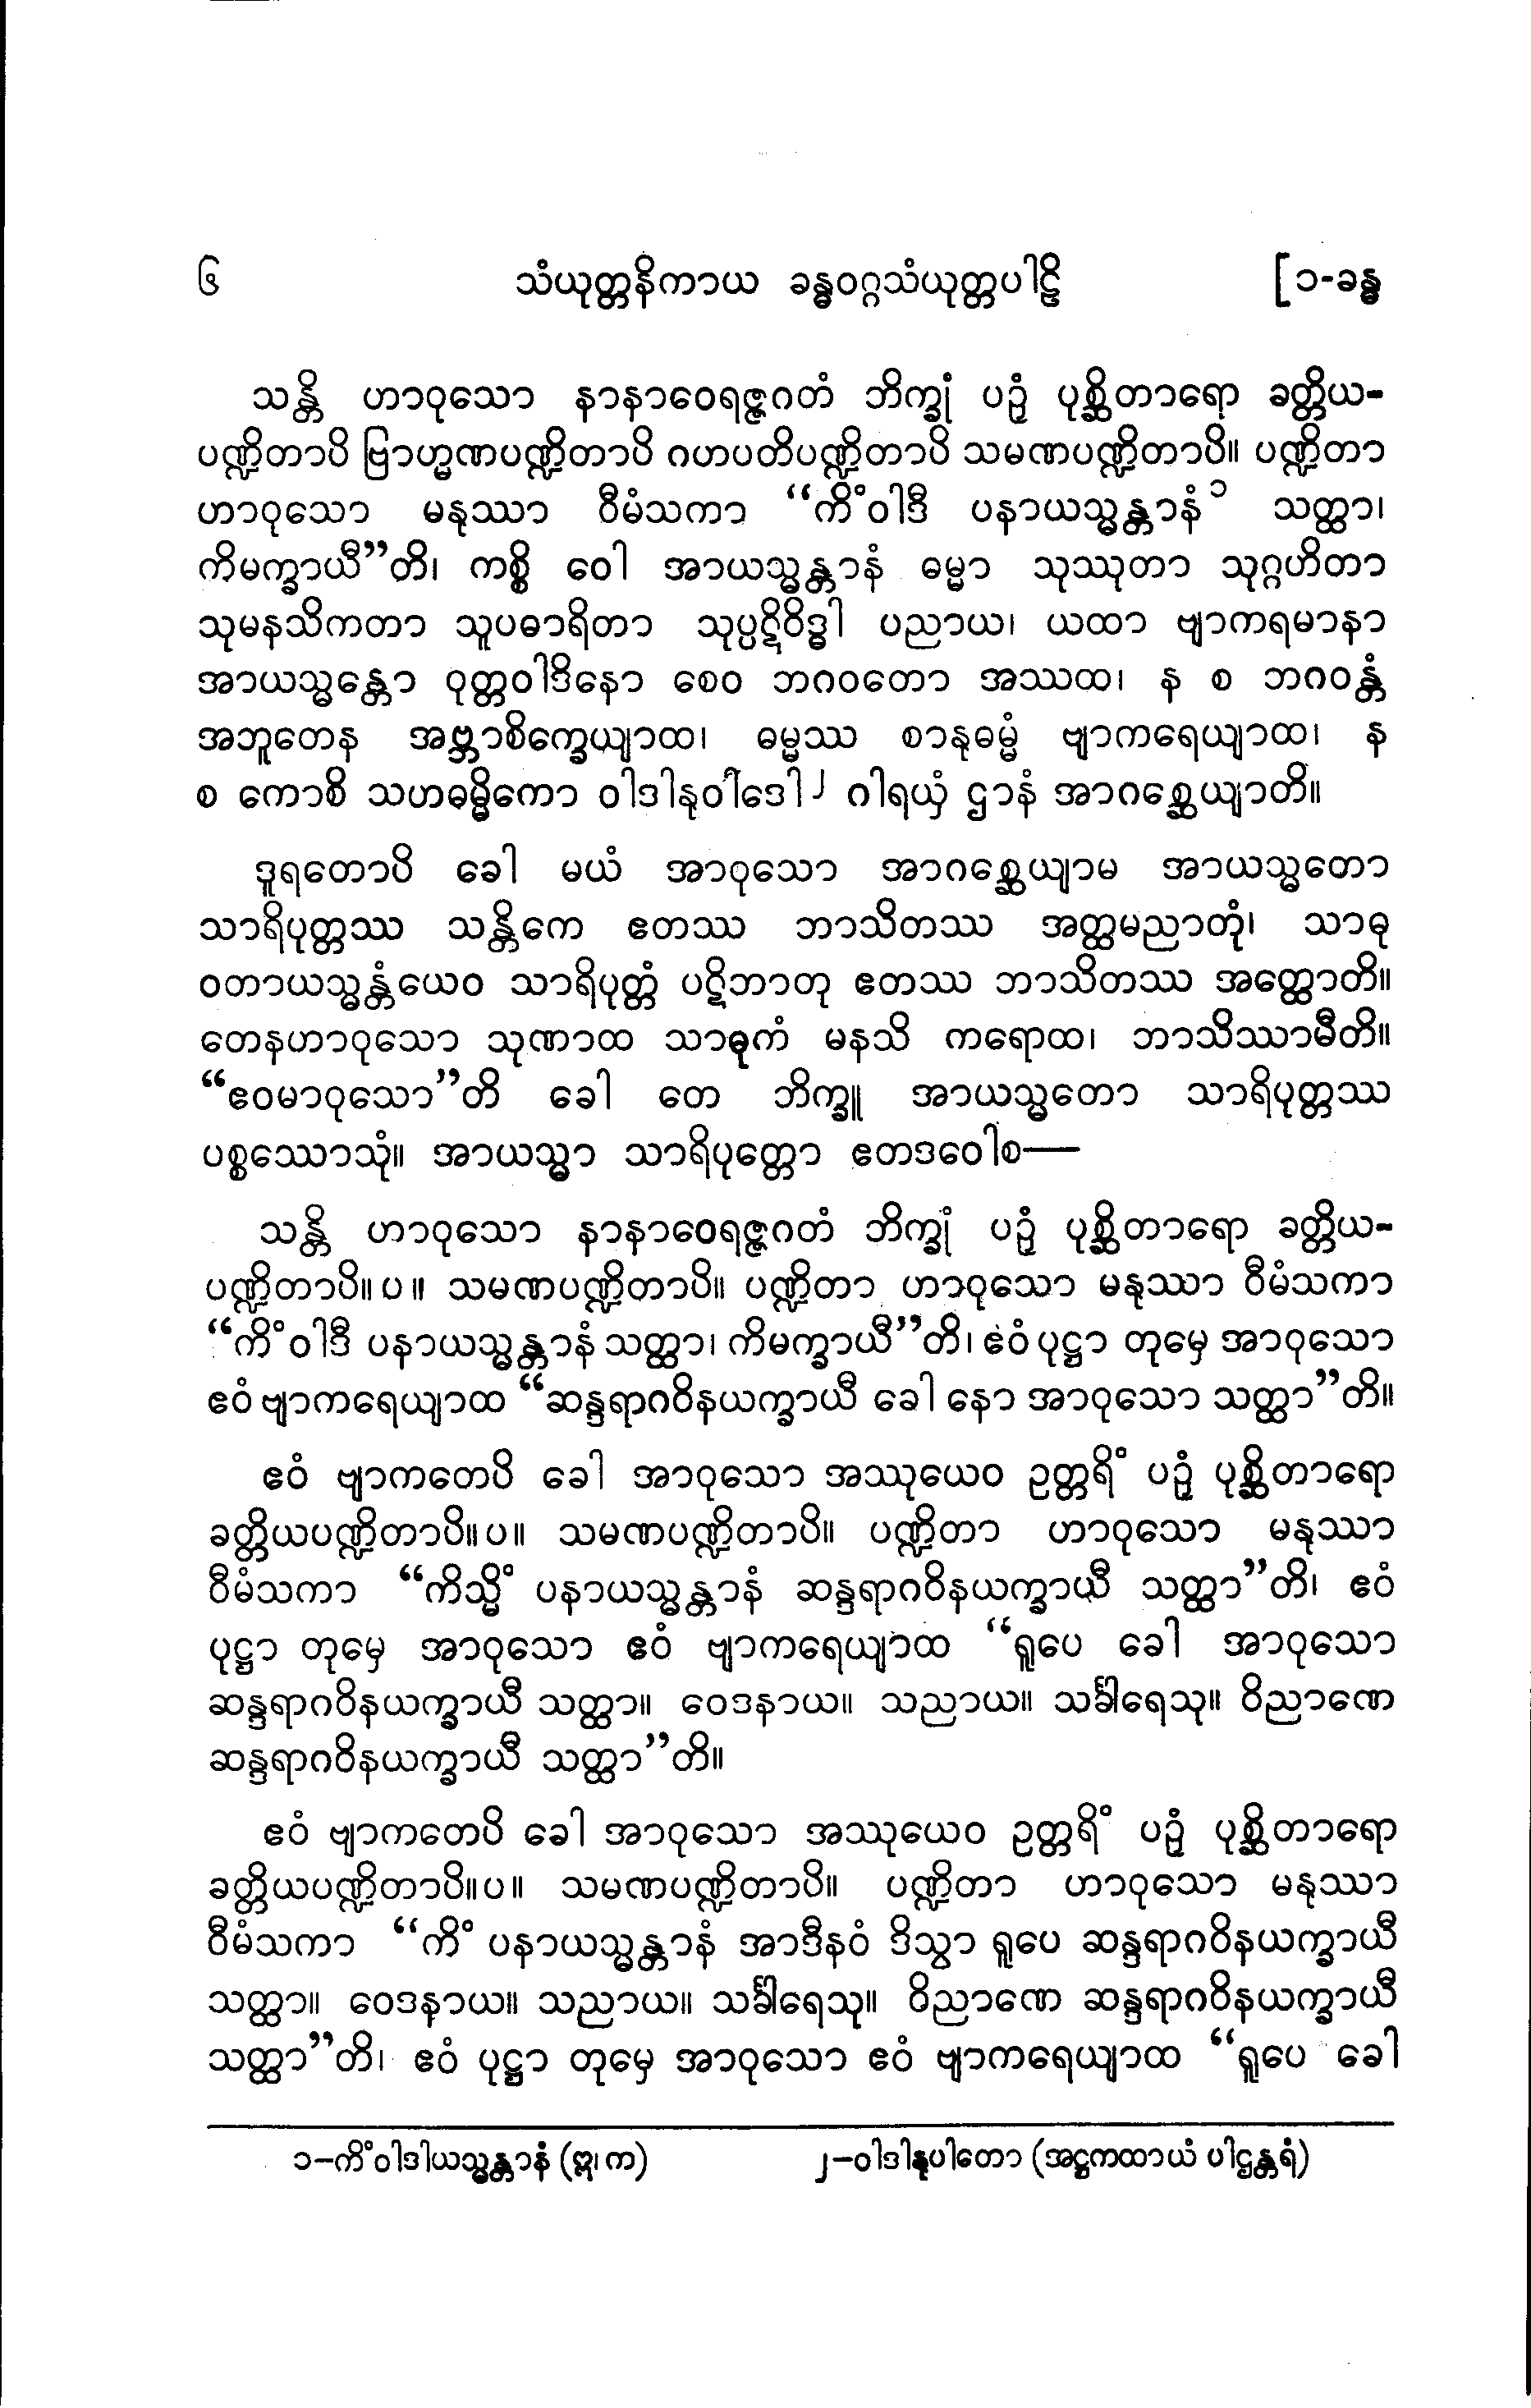 ၆ သံယုတ္တနိကာယ ခန္ဓဝဂ္ဂသံယုတ္တပါဠိ [၁-ခန္ဓ
သန္တိ ဟာဝုသော နာနာဝေရဇ္ဇဂတံ ဘိက္ခုံ ပဉှံ ပုစ္ဆိတာရော ခတ္တိယ-
ပဏ္ဍိတာပိ ဗြာဟ္မဏပဏ္ဍိတာပိ ဂဟပတိပဏ္ဍိတာပိ သမဏပဏ္ဍိတာပိ။ ပဏ္ဍိတာ
ဟာဝုသော မနုဿာ ဝီမံသကာ “ကိံဝါဒီ ပနာယသ္မန္တာနံ၁ သတ္ထာ၊
ကိမက္ခာယီ”တိ၊ ကစ္စိ ဝေါ အာယသ္မန္တာနံ ဓမ္မာ သုဿုတာ သုဂ္ဂဟိတာ
သုမနသိကတာ သူပဓာရိတာ သုပ္ပဋိဝိဒ္ဓါ ပညာယ၊ ယထာ ဗျာကရမာနာ
အာယသ္မန္တော ဝုတ္တဝါဒိနော စေဝ ဘဂဝတော အဿထ၊ န စ ဘဂဝန္တံ
အဘူတေန အဗ္ဘာစိက္ခေယျာထ၊ ဓမ္မဿ စာနုဓမ္မံ ဗျာကရေယျာထ၊ န
စ ကောစိ သဟဓမ္မိကော ဝါဒါနုဝါဒေါ၂ ဂါရယှံ ဌာနံ အာဂစ္ဆေယျာတိ။
ဒူရတောပိ ခေါ မယံ အာဝုသော အာဂစ္ဆေယျာမ အာယသ္မတော
သာရိပုတ္တဿ သန္တိကေ ဧတဿ ဘာသိတဿ အတ္ထမညာတုံ၊ သာဓု
ဝတာယသ္မန္တံယေဝ သာရိပုတ္တံ ပဋိဘာတု ဧတဿ ဘာသိတဿ အတ္ထောတိ။
တေနဟာဝုသော သုဏာထ သာဓုကံ မနသိ ကရောထ၊ ဘာသိဿာမီတိ။
“ဧဝမာဝုသော”တိ ခေါ တေ ဘိက္ခူ အာယသ္မတော သာရိပုတ္တဿ
ပစ္စဿောသုံ။ အာယသ္မာ သာရိပုတ္တော ဧတဒဝေါစ—
သန္တိ ဟာဝုသော နာနာဝေရဇ္ဇဂတံ ဘိက္ခုံ ပဉှံ ပုစ္ဆိတာရော ခတ္တိယ-
ပဏ္ဍိတာပိ။ပ။ သမဏပဏ္ဍိတာပိ။ ပဏ္ဍိတာ ဟာဝုသော မနုဿာ ဝီမံသကာ
“ကိံဝါဒီ ပနာယသ္မန္တာနံ သတ္ထာ၊ ကိမက္ခာယီ”တိ၊ ဧဝံ ပုဋ္ဌာ တုမှေ အာဝုသော
ဧဝံ ဗျာကရေယျာထ “ဆန္ဒရာဂဝိနယက္ခာယီ ခေါ နော အာဝုသော သတ္ထာ”တိ။
ဧဝံ ဗျာကတေပိ ခေါ အာဝုသော အဿုယေဝ ဥတ္တရိံ ပဉှံ ပုစ္ဆိတာရော
ခတ္တိယပဏ္ဍိတာပိ။ပ။ သမဏပဏ္ဍိတာပိ။ ပဏ္ဍိတာ ဟာဝုသော မနုဿာ
ဝီမံသကာ “ကိသ္မိံ ပနာယသ္မန္တာနံ ဆန္ဒရာဂဝိနယက္ခာယီ သတ္ထာ”တိ၊ ဧဝံ
ပုဋ္ဌာ တုမှေ အာဝုသော ဧဝံ ဗျာကရေယျာထ “ရူပေ ခေါ အာဝုသော
ဆန္ဒရာဂဝိနယက္ခာယီ သတ္ထာ။ ဝေဒနာယ။ သညာယ။ သင်္ခါရေသု။ ဝိညာဏေ
ဆန္ဒရာဂဝိနယက္ခာယီ သတ္ထာ”တိ။
ဧဝံ ဗျာကတေပိ ခေါ အာဝုသော အဿုယေဝ ဥတ္တရိံ ပဉှံ ပုစ္ဆိတာရော
ခတ္တိယပဏ္ဍိတာပိ။ပ။ သမဏပဏ္ဍိတာပိ။ ပဏ္ဍိတာ ဟာဝုသော မနုဿာ
ဝီမံသကာ “ကိံ ပနာယသ္မန္တာနံ အာဒီနဝံ ဒိသွာ ရူပေ ဆန္ဒရာဂဝိနယက္ခာယီ
သတ္ထာ။ ဝေဒနာယ။ သညာယ။ သင်္ခါရေသု။ ဝိညာဏေ ဆန္ဒရာဂဝိနယက္ခာယီ
သတ္ထာ”တိ၊ ဧဝံ ပုဋ္ဌာ တုမှေ အာဝုသော ဧဝံ ဗျာကရေယျာထ “ရူပေ ခေါ
၁-ကိံဝါဒါယသ္မန္တာနံ (ဣ၊ က) ၂-ဝါဒါနုပါတော (အဋ္ဌကထာယံ ပါဌန္တရံ)